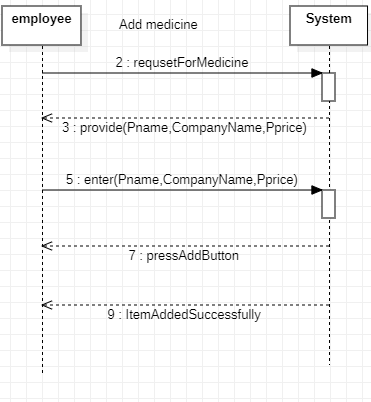 employee
Add medicine
System
2 : requsetForMedicine
3 : provide(Pname,CompanyName,Pprice)
5 : enter(Pname,CompanyName,Pprice)
7 : pressAddButton
9 : ItemAddedSuccessfully